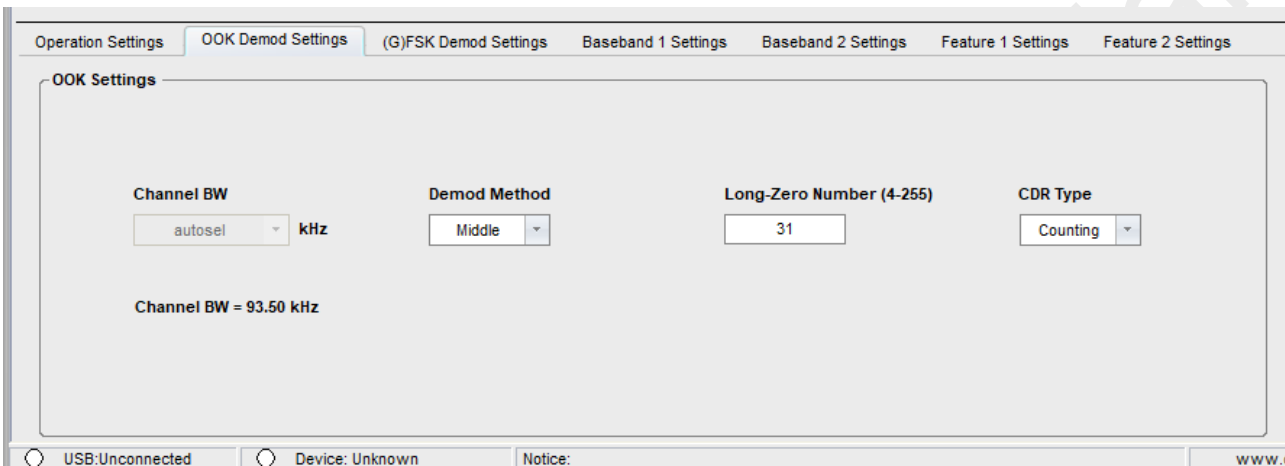 Operation Settings OOK Demod Settings (G)FSK Demod Settings Baseband 1 Settings Baseband 2 Settings Feature 1 Settings Feature 2 Settings
OOK Settings
Channel BW Demod Method Long-Zero Number (4-255) CDR Type
autosel kHz Middle 31 Counting
Channel BW = 93.50 kHz
USB:Unconnected Device: Unknown Notice: www.